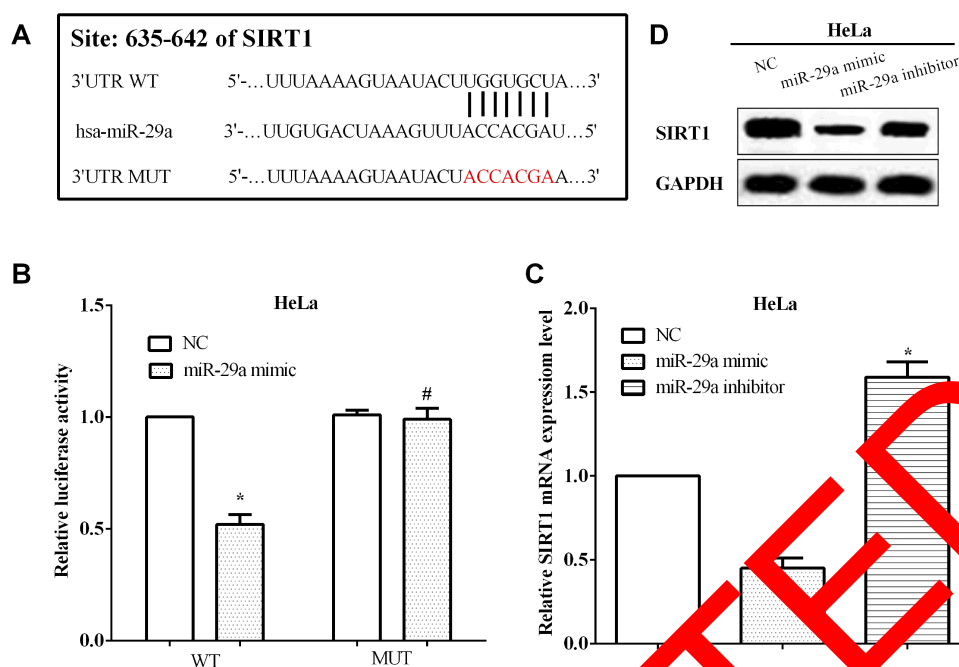 A
Site: 635-642 of SIRT1
3'UTR WT 5'-...UUUAAAAGUAAUACUUGGUGCUA...3'
hsa-miR-29a 3'-...UUGUGACUAAAGUUUACCACGAU...5'
3'UTR MUT 5'-...UUUAAAAGUAAUACUACCACGAA...3'
D
HeLa
NC
miR-29a mimic
miR-29a inhibitor
SIRT1
GAPDH
B
HeLa
NC
miR-29a mimic
Relative luciferase activity
1.5
1.0
0.5
0.0
*
#
WT
MUT
C
HeLa
NC
miR-29a mimic
miR-29a inhibitor
Relative SIRT1 mRNA expressiom level
2.0
1.5
1.0
0.5
0.0
*